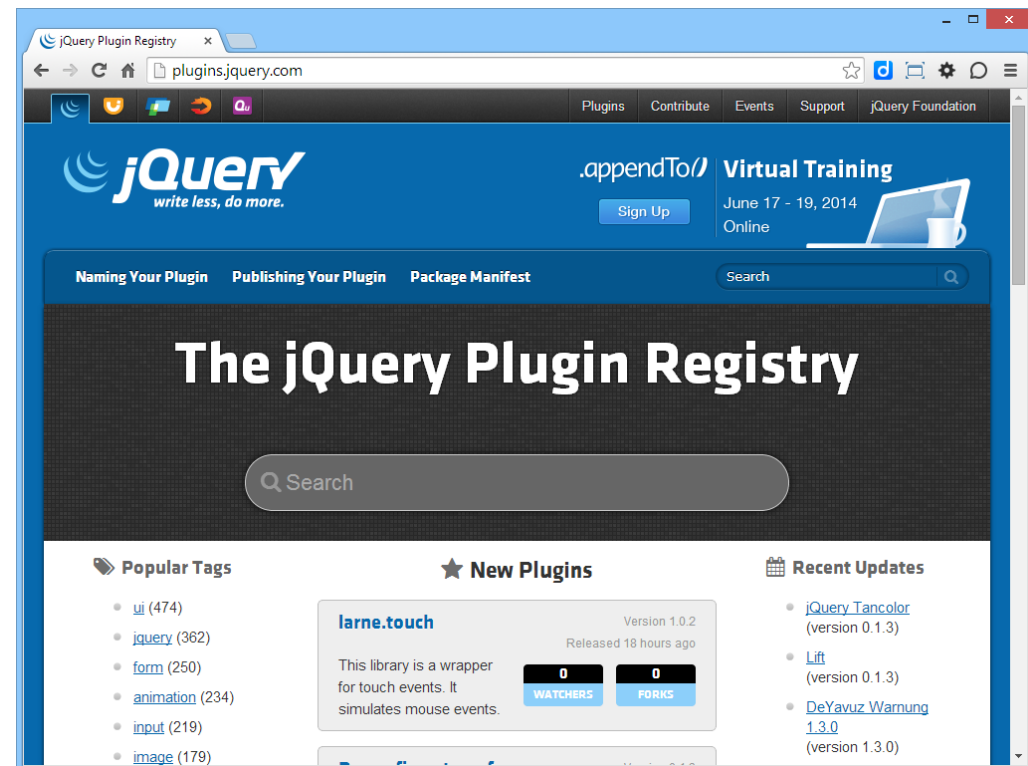 jQuery Plugin Registry
plugins.jquery.com
Plugins Contribute Events Support jQuery Foundation
jQuery
write less, do more.
.appendTo()
Sign Up
Virtual Training
June 17 - 19, 2014
Online
Naming Your Plugin Publishing Your Plugin Package Manifest
Search
The jQuery Plugin Registry
Search
Popular Tags
ui (474)
jquery (362)
form (250)
animation (234)
input (219)
image (179)
New Plugins
larne.touch
Version 1.0.2
Released 18 hours ago
This library is a wrapper
for touch events. It
simulates mouse events.
0
WATCHERS
0
FORKS
Recent Updates
jQuery Tancolor
(version 0.1.3)
Lift
(version 0.1.3)
DeYavuz Warnung
1.3.0
(version 1.3.0)